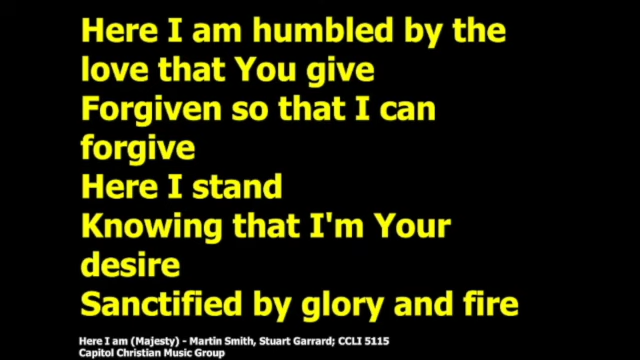 Here I am humbled by the
love that You give
Forgiven so that I can
forgive
Here I stand
Knowing that I'm Your
desire
Sanctified by glory and fire
Here I am (Majesty) - Martin Smith, Stuart Garrard; CCLI 5115
Capitol Christian Music Group